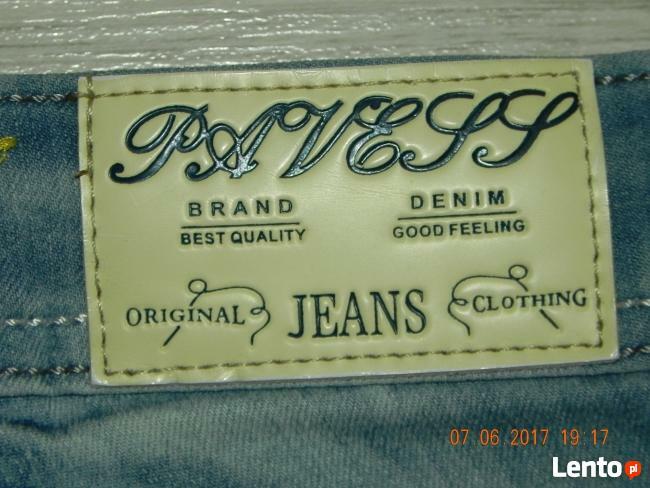 PAVESS
BRAND DENIM
BEST QUALITY GOOD FEELING
ORIGINAL JEANS CLOTHING
07.06.2017 19:17
Lento pl